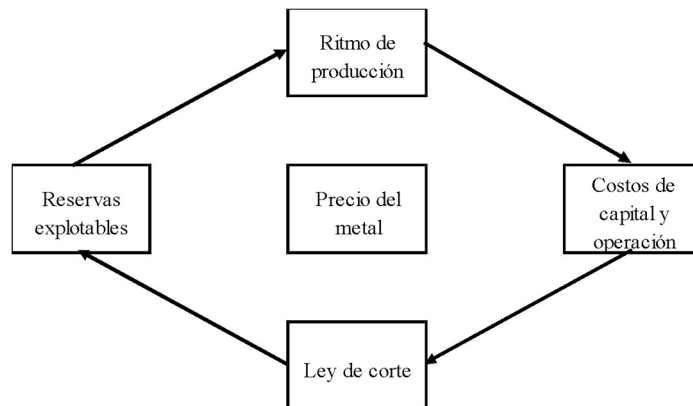 Ritmo de
producción
Reservas
explotables
Precio del
metal
Costos de
capital y
operación
Ley de corte